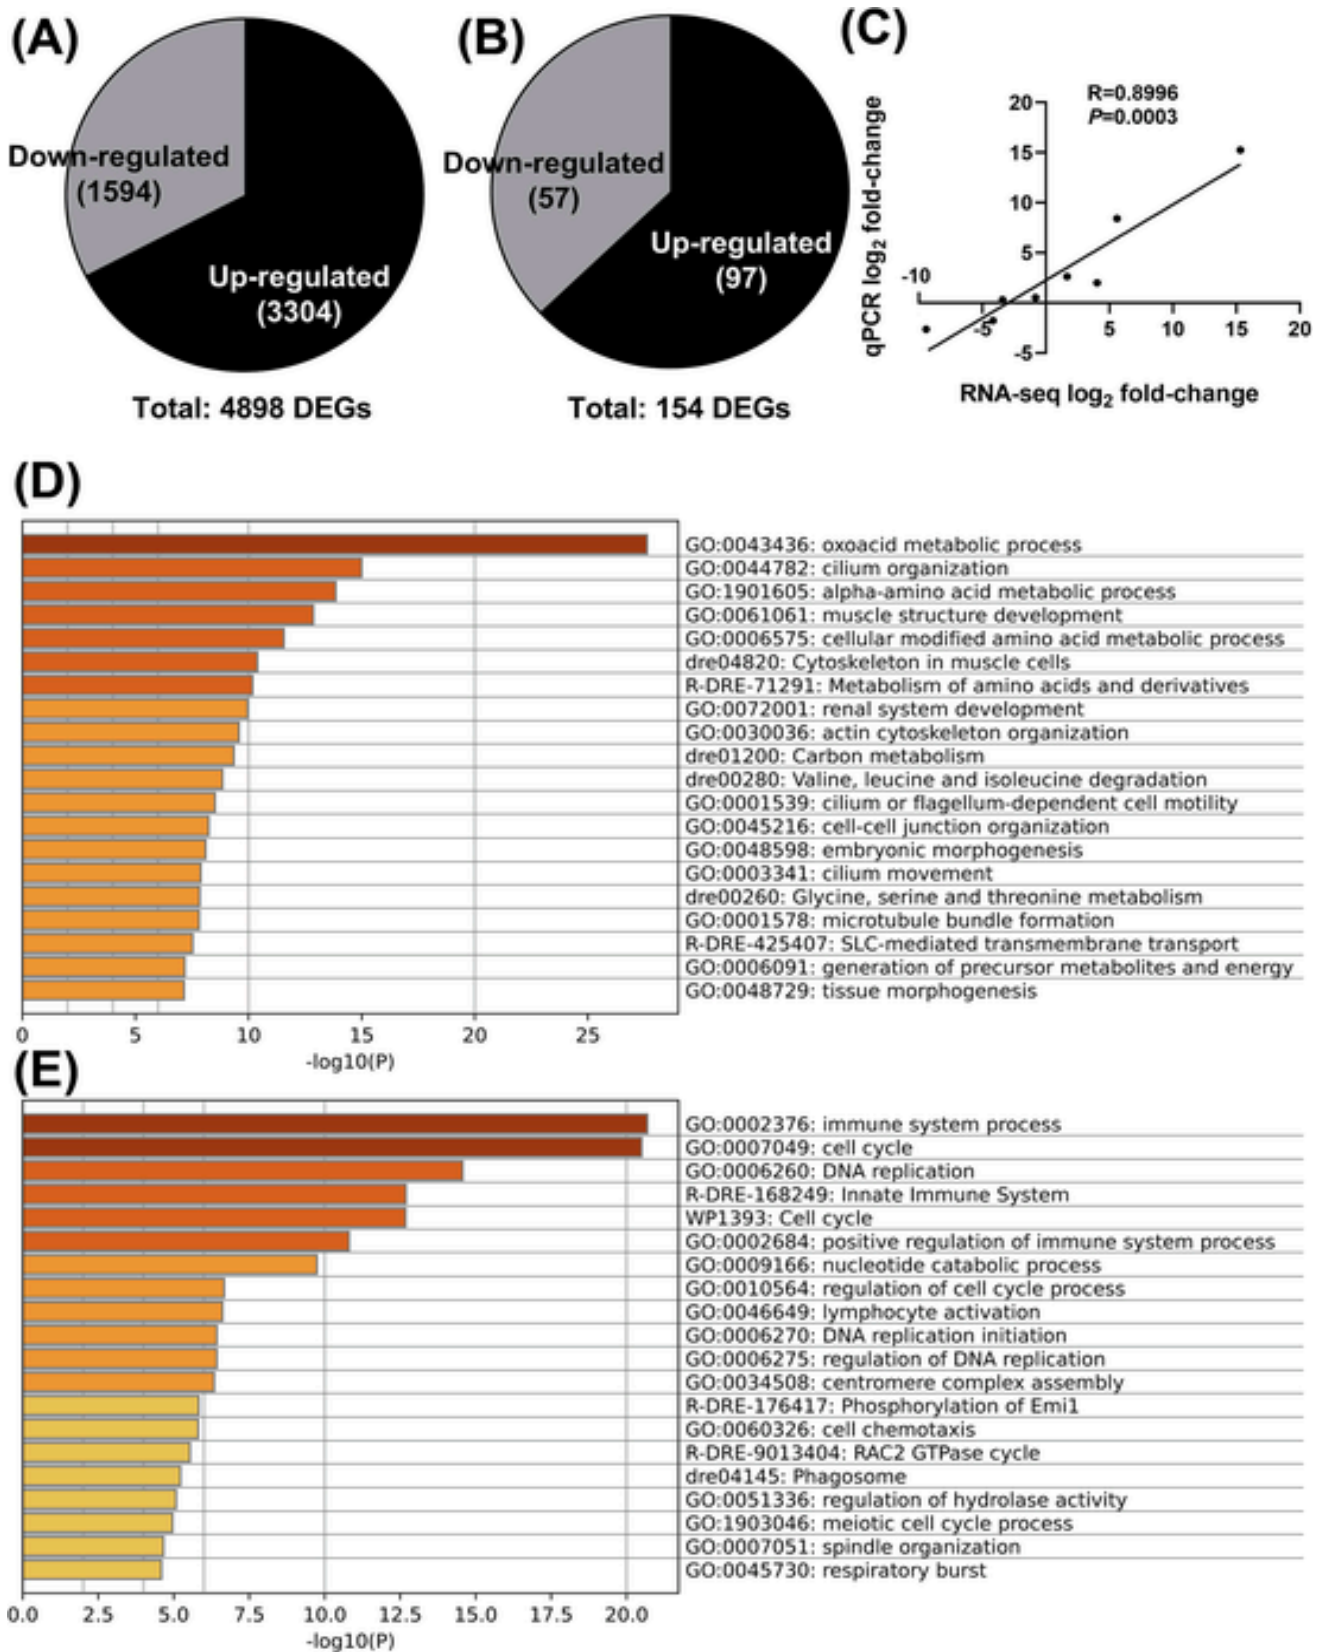 (A)
Down-regulated
(1594)
Up-regulated
(3304)
Total: 4898 DEGs
(B)
Down-regulated
(57)
Up-regulated
(97)
Total: 154 DEGs
(C)
R=0.8996
P=0.0003
qPCR log2 fold-change
20
15
10
5
-5
-10
-5
5
10
15
20
RNA-seq log2 fold-change
(D)
GO:0043436: oxoacid metabolic process
GO:0044782: cilium organization
GO:1901605: alpha-amino acid metabolic process
GO:0061061: muscle structure development
GO:0006575: cellular modified amino acid metabolic process
dre04820: Cytoskeleton in muscle cells
R-DRE-71291: Metabolism of amino acids and derivatives
GO:0072001: renal system development
GO:0030036: actin cytoskeleton organization
dre01200: Carbon metabolism
dre00280: Valine, leucine and isoleucine degradation
GO:0001539: cilium or flagellum-dependent cell motility
GO:0045216: cell-cell junction organization
GO:0048598: embryonic morphogenesis
GO:0003341: cilium movement
dre00260: Glycine, serine and threonine metabolism
GO:0001578: microtubule bundle formation
R-DRE-425407: SLC-mediated transmembrane transport
GO:0006091: generation of precursor metabolites and energy
GO:0048729: tissue morphogenesis
0 5 10 15 20 25
-log10(P)
(E)
GO:0002376: immune system process
GO:0007049: cell cycle
GO:0006260: DNA replication
R-DRE-168249: Innate Immune System
WP1393: Cell cycle
GO:0002684: positive regulation of immune system process
GO:0009166: nucleotide catabolic process
GO:0010564: regulation of cell cycle process
GO:0046649: lymphocyte activation
GO:0006270: DNA replication initiation
GO:0006275: regulation of DNA replication
GO:0034508: centromere complex assembly
R-DRE-176417: Phosphorylation of Emi1
GO:0060326: cell chemotaxis
R-DRE-9013404: RAC2 GTPase cycle
dre04145: Phagosome
GO:0051336: regulation of hydrolase activity
GO:1903046: meiotic cell cycle process
GO:0007051: spindle organization
GO:0045730: respiratory burst
0.0 2.5 5.0 7.5 10.0 12.5 15.0 17.5 20.0
-log10(P)